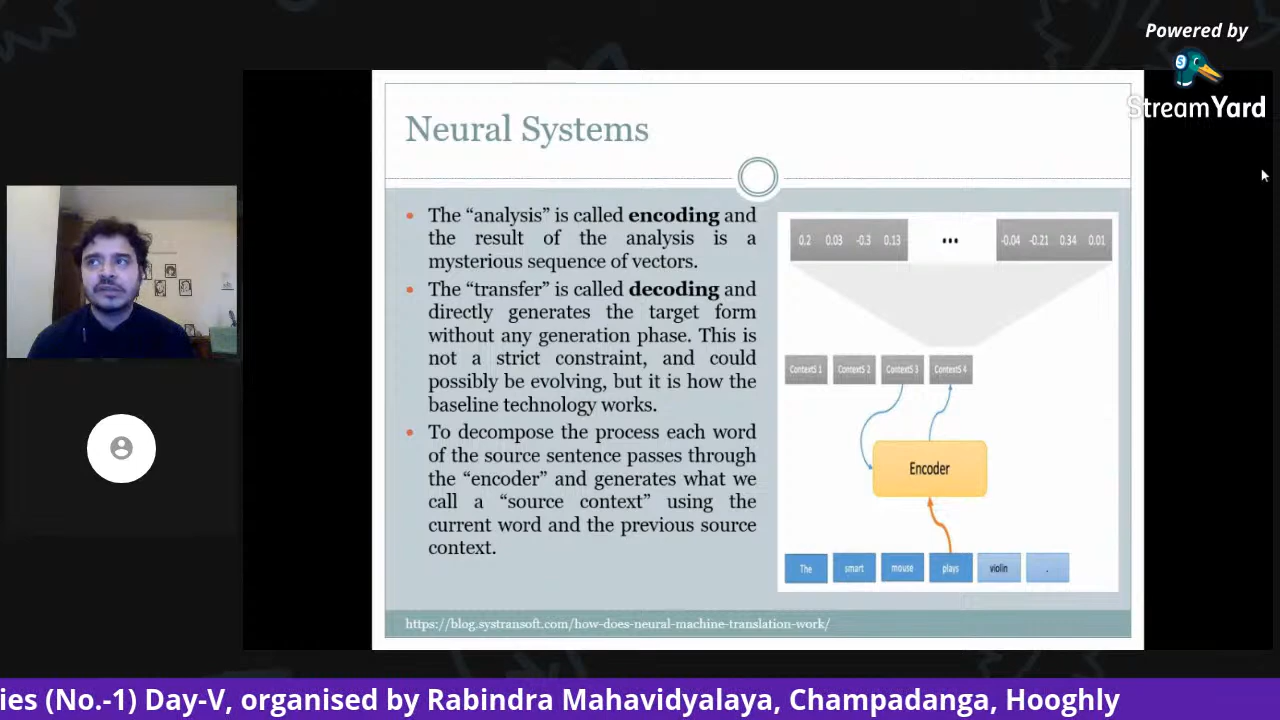 Powered by
StreamYard
Neural Systems
• The “analysis” is called encoding and
the result of the analysis is a
mysterious sequence of vectors.
• The “transfer” is called decoding and
directly generates the target form
without any generation phase. This is
not a strict constraint, and could
possibly be evolving, but it is how the
baseline technology works.
• To decompose the process each word
of the source sentence passes through
the “encoder” and generates what we
call a “source context” using the
current word and the previous source
context.
0.2 0.03 -0.3 0.13 ... -0.04 -0.21 0.34 0.01
ContextS 1 ContextS 2 ContextS 3 ContextS 4
Encoder
The smart mouse plays violin .
https://blog.systransoft.com/how-does-neural-machine-translation-work/
ies (No.-1) Day-V, organised by Rabindra Mahavidyalaya, Champadanga, Hooghly